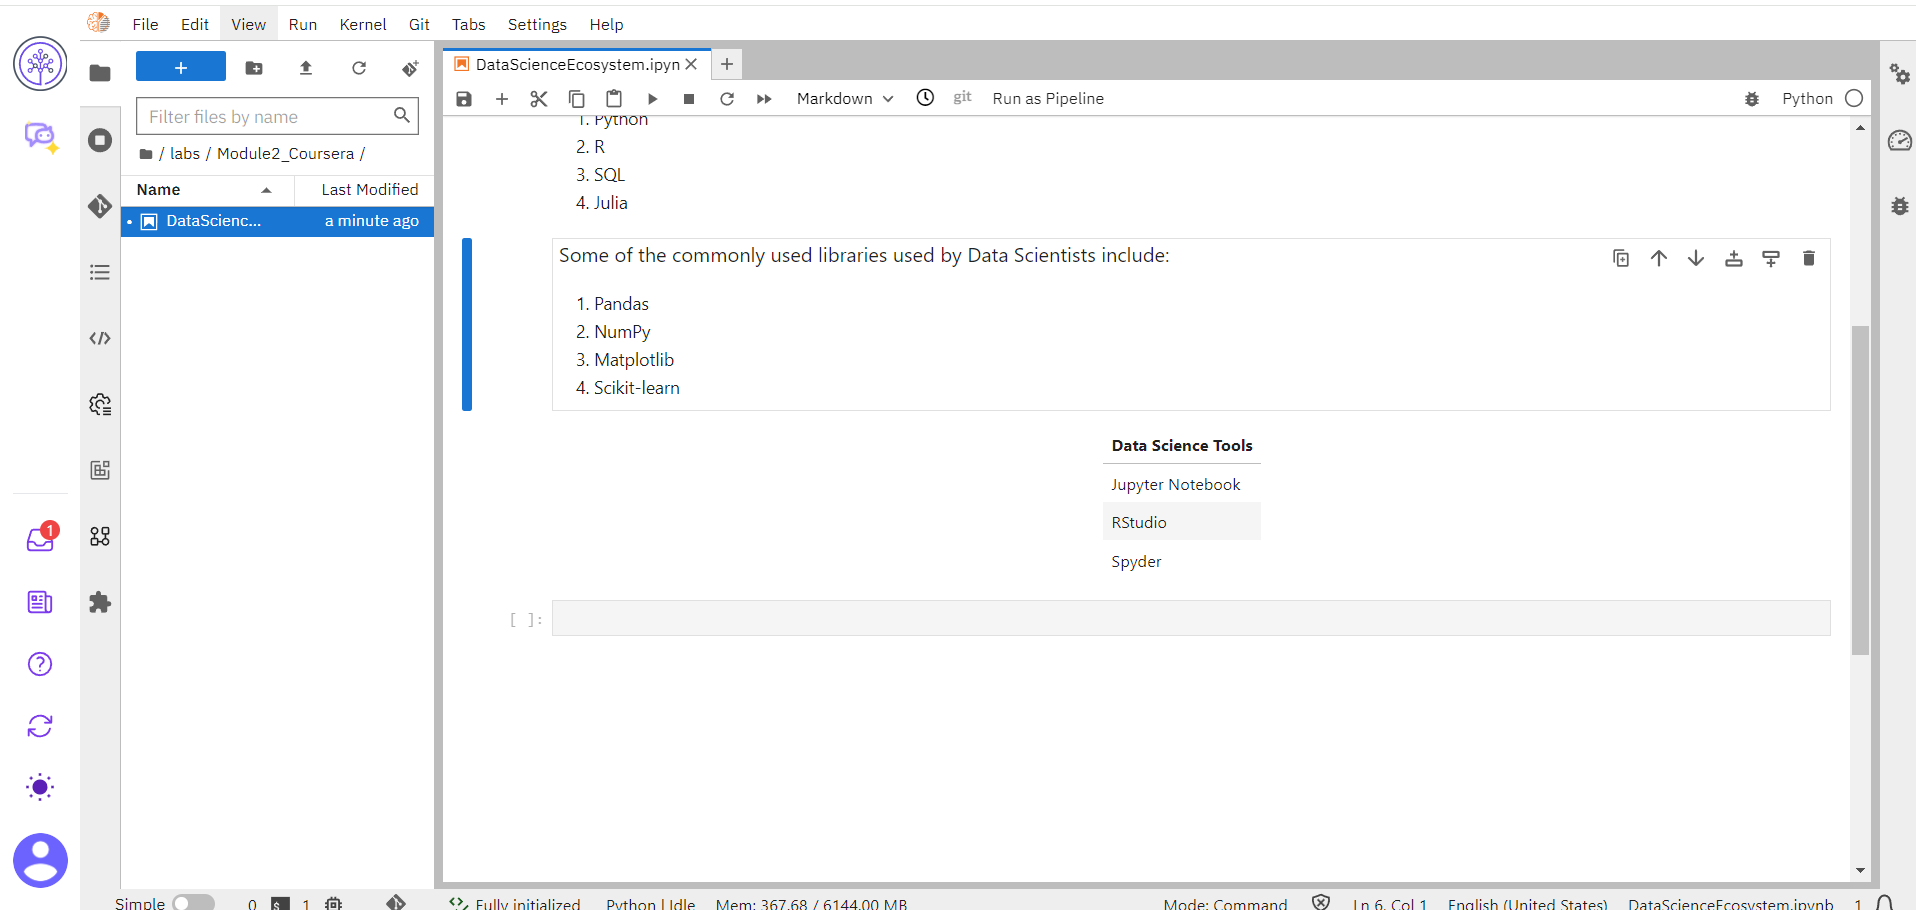 File Edit View Run Kernel Git Tabs Settings Help
+
DataScienceEcosystem.ipyn
+
Filter files by name
Markdown
git
Run as Pipeline
Python
/ labs / Module2_Coursera /
Name
Last Modified
DataScienc...
a minute ago
1. Python
2. R
3. SQL
4. Julia
Some of the commonly used libraries used by Data Scientists include:
1. Pandas
2. NumPy
3. Matplotlib
4. Scikit-learn
Data Science Tools
Jupyter Notebook
RStudio
Spyder
[ ]:
1
Simple 0 $_ 1 Fully initialized Python | Idle Mem: 367.68 / 6144.00 MB Mode: Command Ln 6, Col 1 English (United States) DataScienceEcosystem.ipynb 1